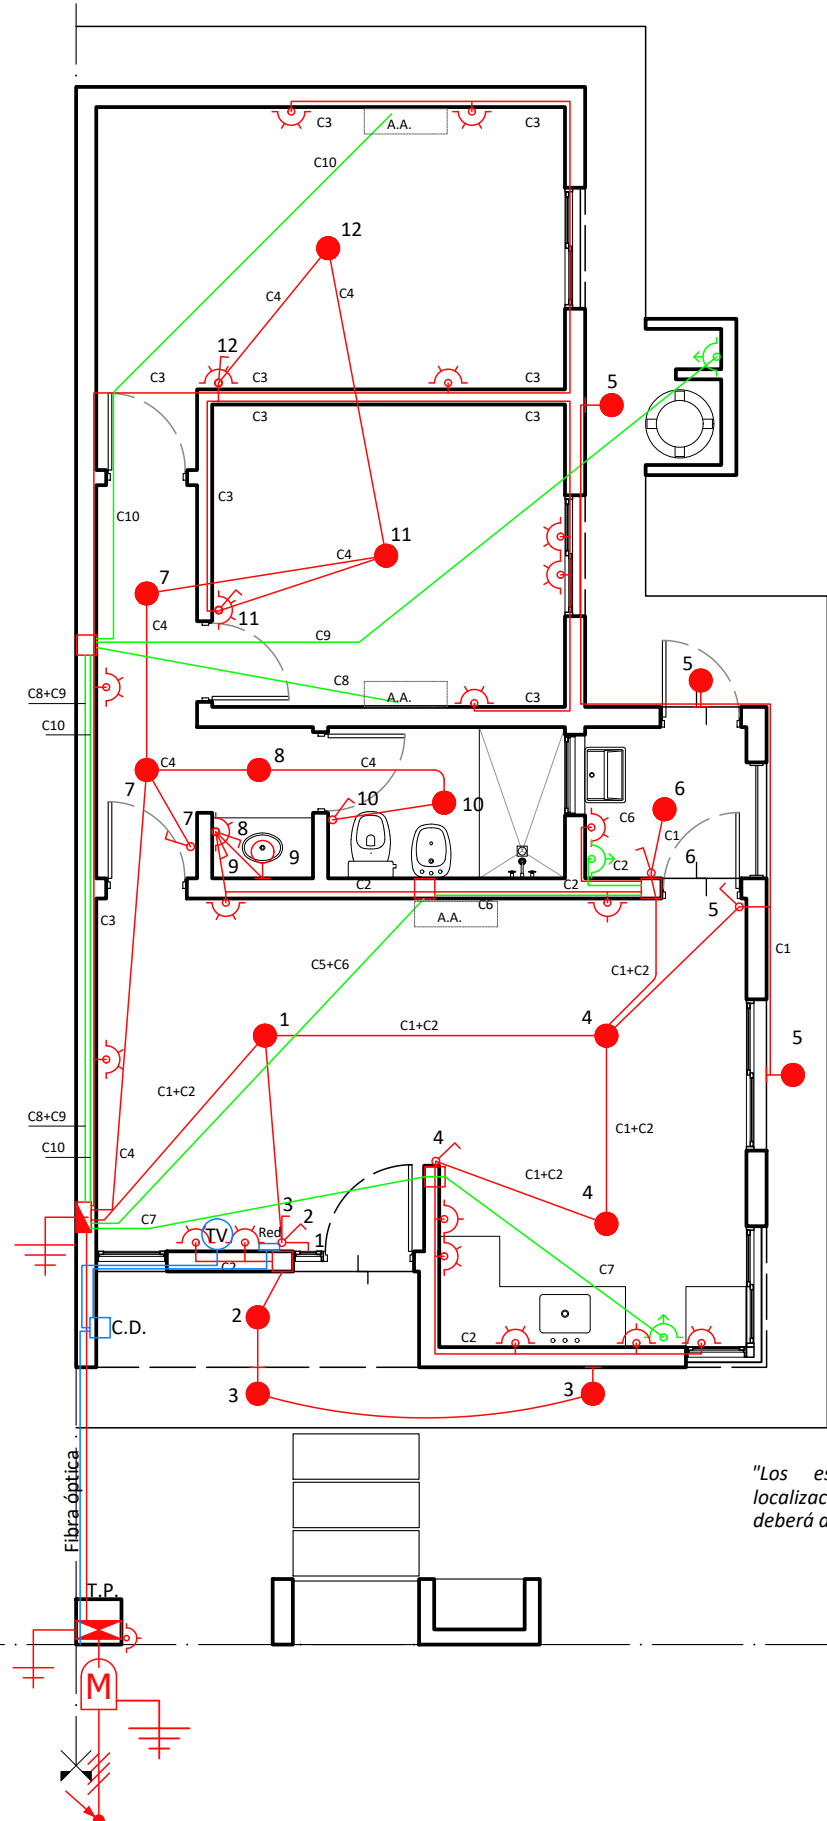 C3
A.A.
C3
C10
12
C4
C4
12
C3
C3
C3
5
C3
C3
C3
C10
11
C4
7
11
C4
C9
C8
5
C8+C9
A.A.
C3
C10
C4
8
C4
7
10
10
6
C6
C1
7
8
9
9
C2
6
C2
C2
C6
5
C3
A.A.
C1
C5+C6
C1+C2
1
C1+C2
4
5
C1+C2
C8+C9
C1+C2
4
C10
C4
C1+C2
4
C7
3
2
TV
Red
1
C2
C7
C.D.
2
C2
3
3
Fibra óptica
"Los es
localizac
deberá d
T.P.
M